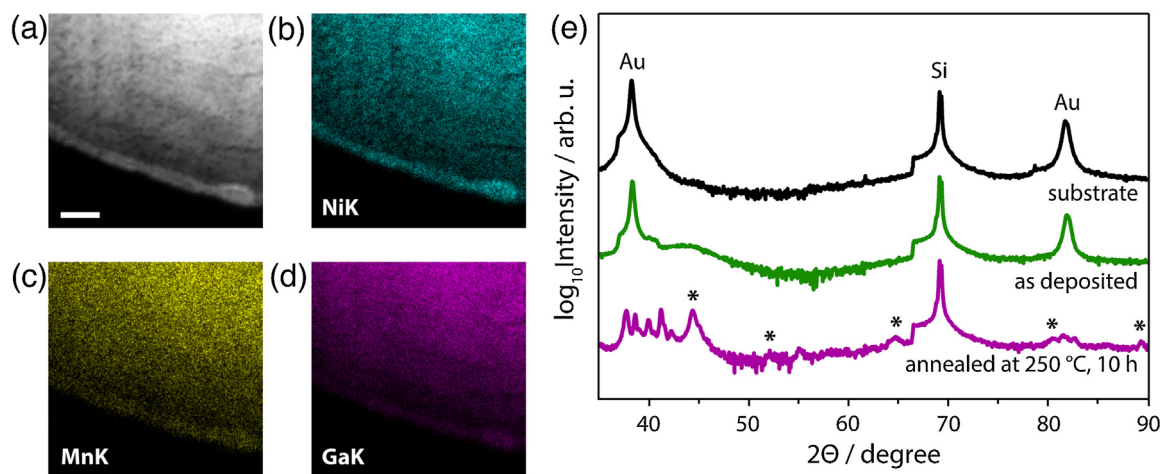 (a)
(b)
NiK
(c)
MnK
(d)
GaK
(e)
Au
Si
Au
substrate
as deposited
* * * * *
annealed at 250 °C, 10 h
log₁₀Intensity / arb. u.
40 50 60 70 80 90
2Θ / degree